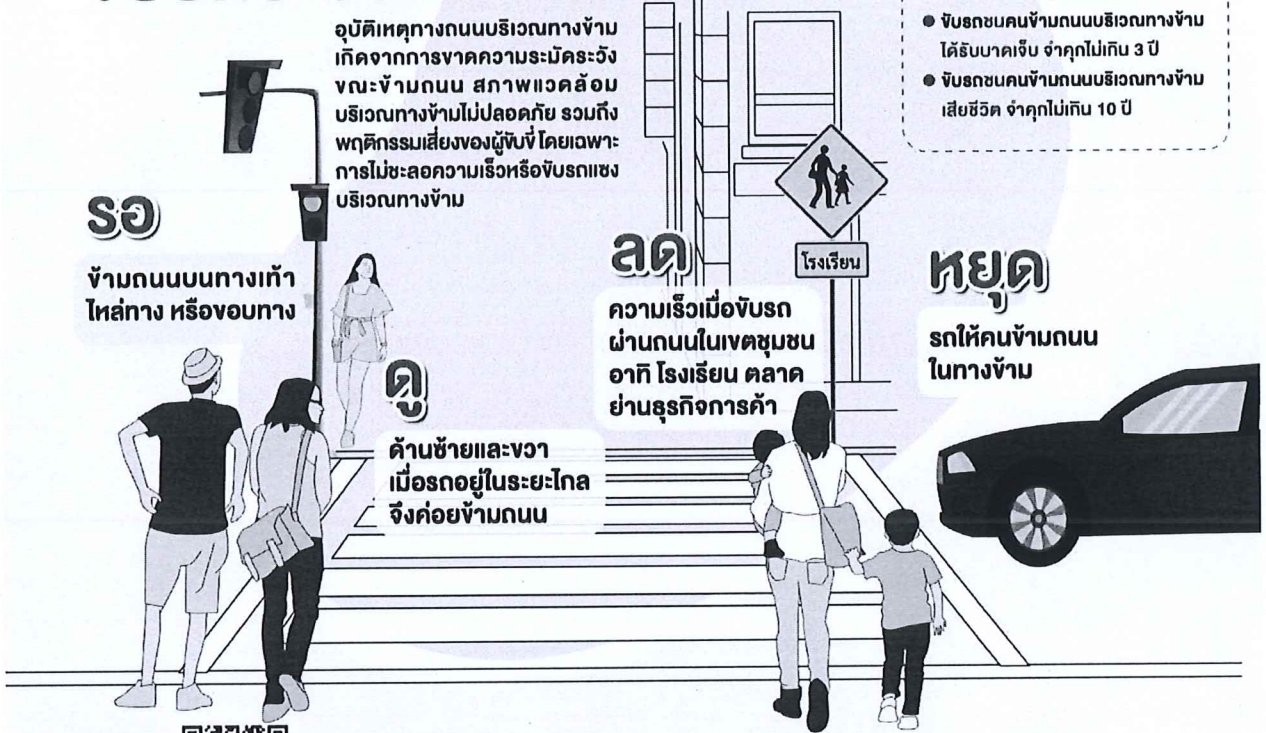 อุบัติเหตุทางถนนบริเวณทางข้าม
เกิดจากการขาดความระมัดระวัง
ขณะข้ามถนน สภาพแวดล้อม
บริเวณทางข้ามไม่ปลอดภัย รวมถึง
พฤติกรรมเสี่ยงของผู้ขับขี่ โดยเฉพาะ
การไม่ชะลอความเร็วหรือขับรถแซง
บริเวณทางข้าม
ขับรถชนคนข้ามถนนบริเวณทางข้าม
ได้รับบาดเจ็บ จำคุกไม่เกิน 3 ปี
ขับรถชนคนข้ามถนนบริเวณทางข้าม
เสียชีวิต จำคุกไม่เกิน 10 ปี
รอ
ข้ามถนนบนทางเท้า
ไหล่ทาง หรือขอบทาง
ดู
ด้านซ้ายและขวา
เมื่อรถอยู่ในระยะไกล
จึงค่อยข้ามถนน
ลด
ความเร็วเมื่อขับรถ
ผ่านถนนในเขตชุมชน
อาทิ โรงเรียน ตลาด
ย่านธุรกิจการค้า
โรงเรียน
หยุด
รถให้คนข้ามถนน
ในทางข้าม